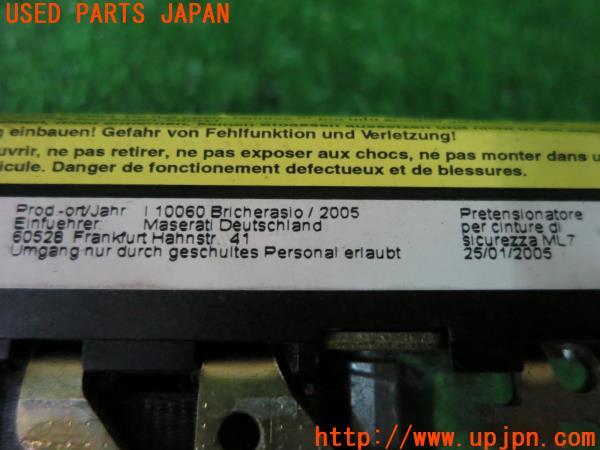 USED PARTS JAPAN
g einbauen! Gefahr von Fehlfunktion und Verletzung!
ouvrir, ne pas retirer, ne pas exposer aux chocs, ne pas monter dans u
icule. Danger de fonctionement defectueux et de blessures.
Prod.-ort/Jahr I 10060 Bricherasio / 2005
Einfuehrer. Maserati Deutschland
60528 Frankfurt Hahnstr. 41
Umgang nur durch geschultes Personal erlaubt
Pretensionatore
per cinture di
sicurezza ML7
25/01/2005
UPJ http://www.upjpn.com/